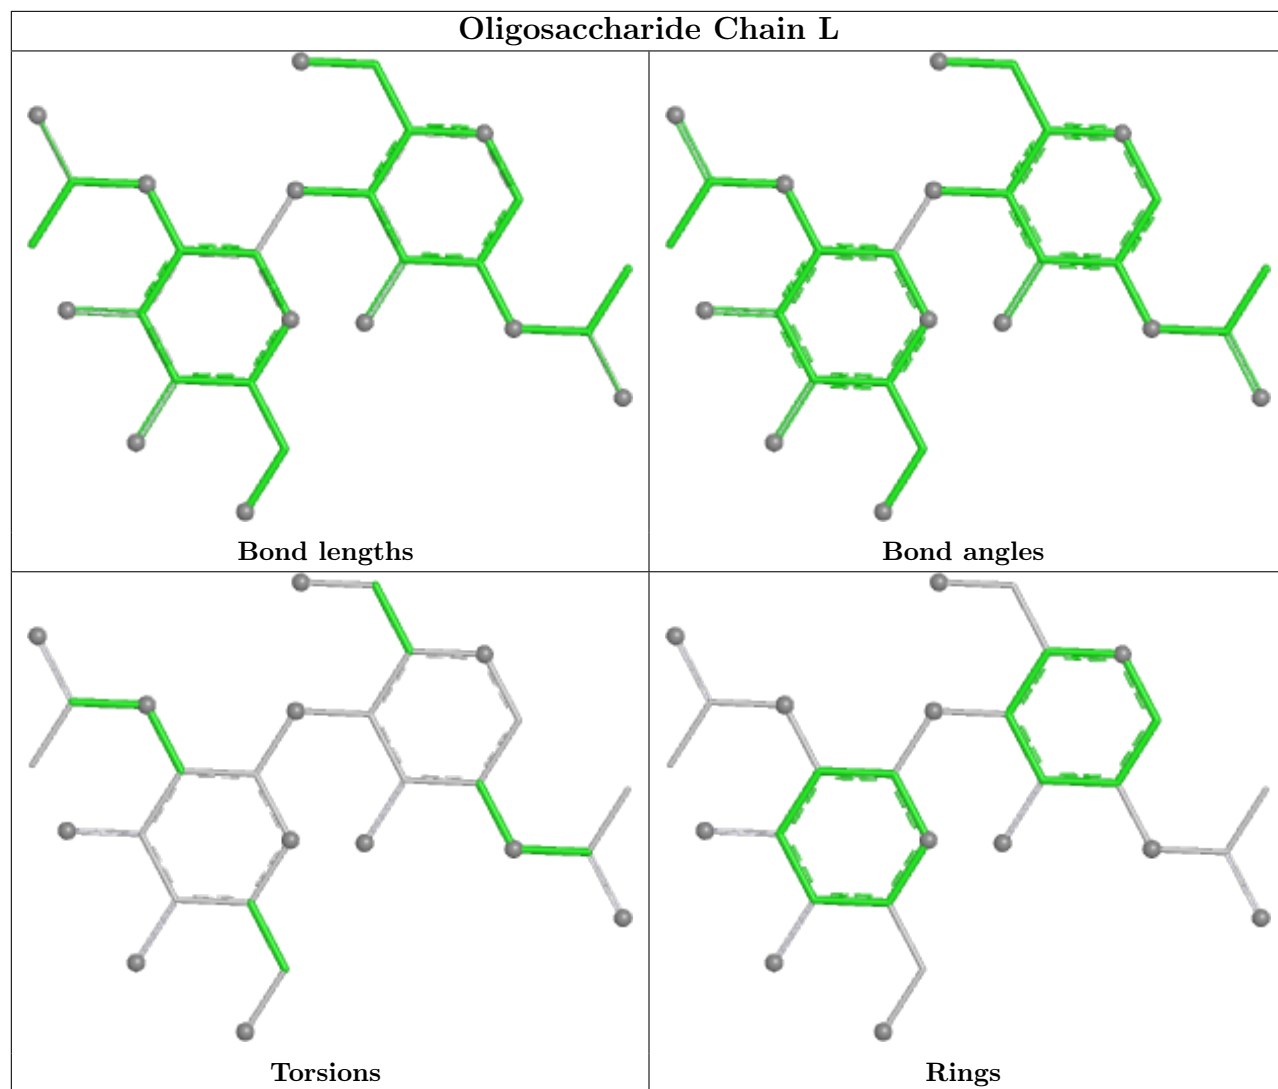 Oligosaccharide Chain L
Bond lengths
Bond angles
Torsions
Rings